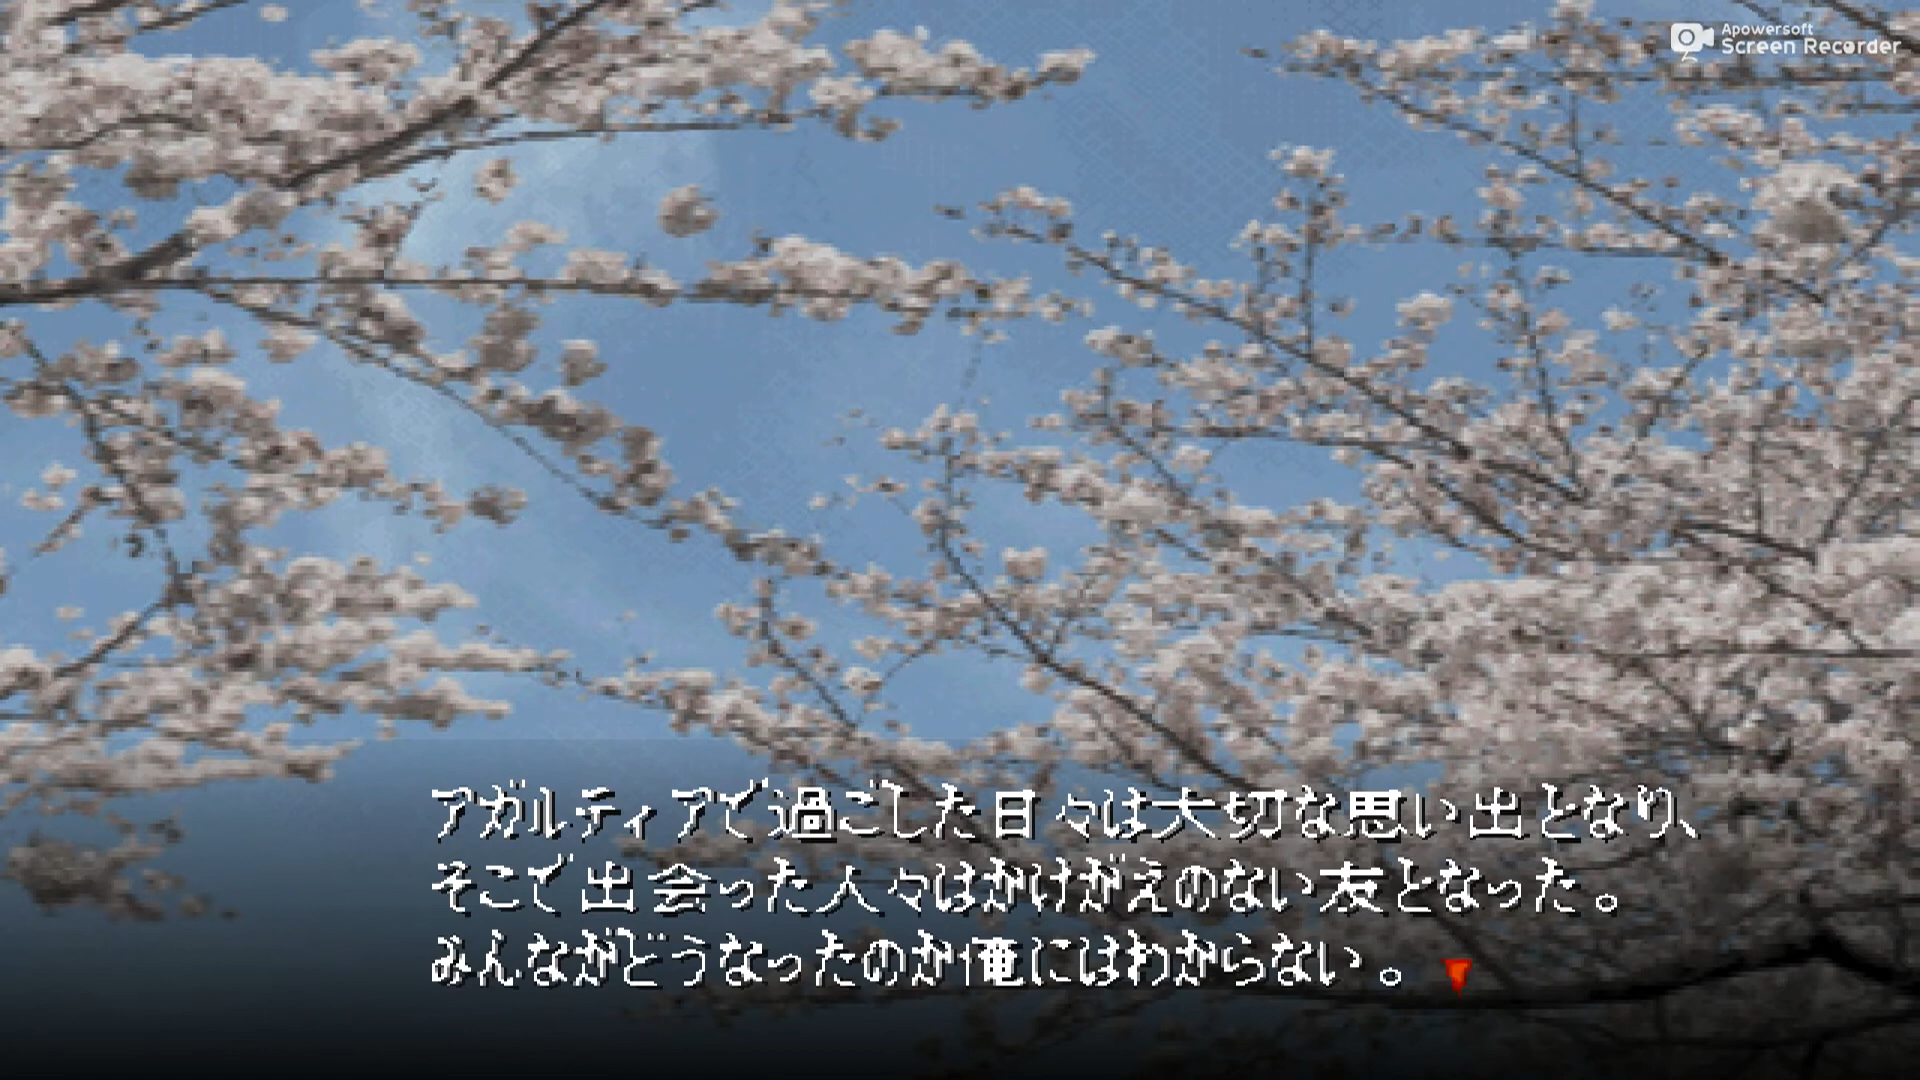 Apowersoft
Screen Recorder
アガルティアで過ごした日々は大切な思い出となり、
そこで出会った人々はかけがえのない友となった。
みんながどうなったのか俺にはわからない。